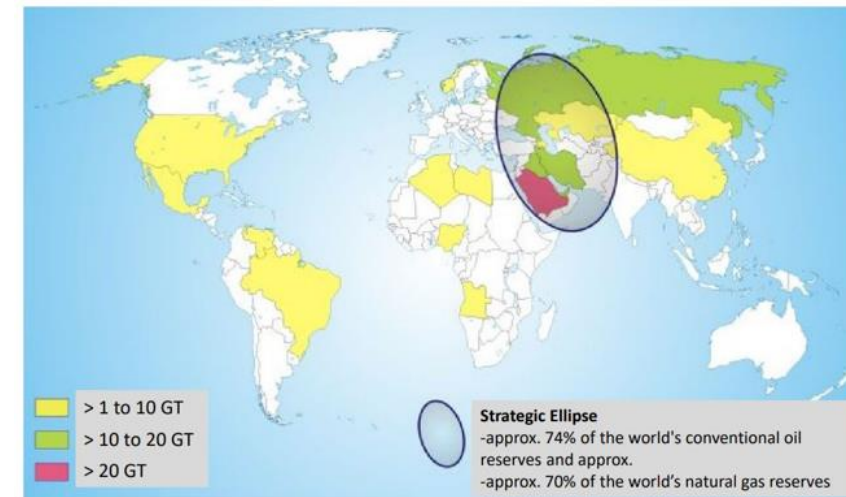 > 1 to 10 GT
> 10 to 20 GT
> 20 GT
Strategic Ellipse
-approx. 74% of the world's conventional oil
reserves and approx.
-approx. 70% of the world’s natural gas reserves